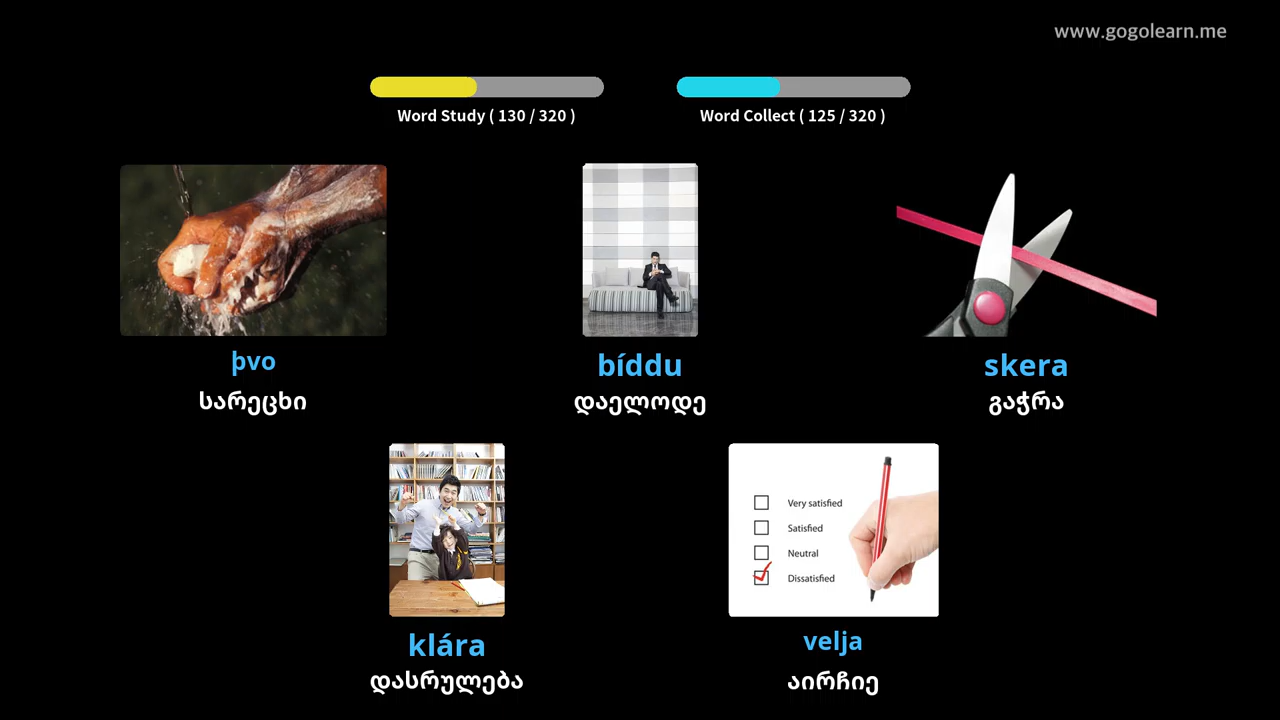 www.gogolearn.me
Word Study ( 130 / 320 )
Word Collect ( 125 / 320 )
þvo
bíddu
skera
სარეცხი
დაელოდე
გაჭრა
Very satisfied
Satisfied
Neutral
Dissatisfied
klára
velja
დასრულება
აირჩიე